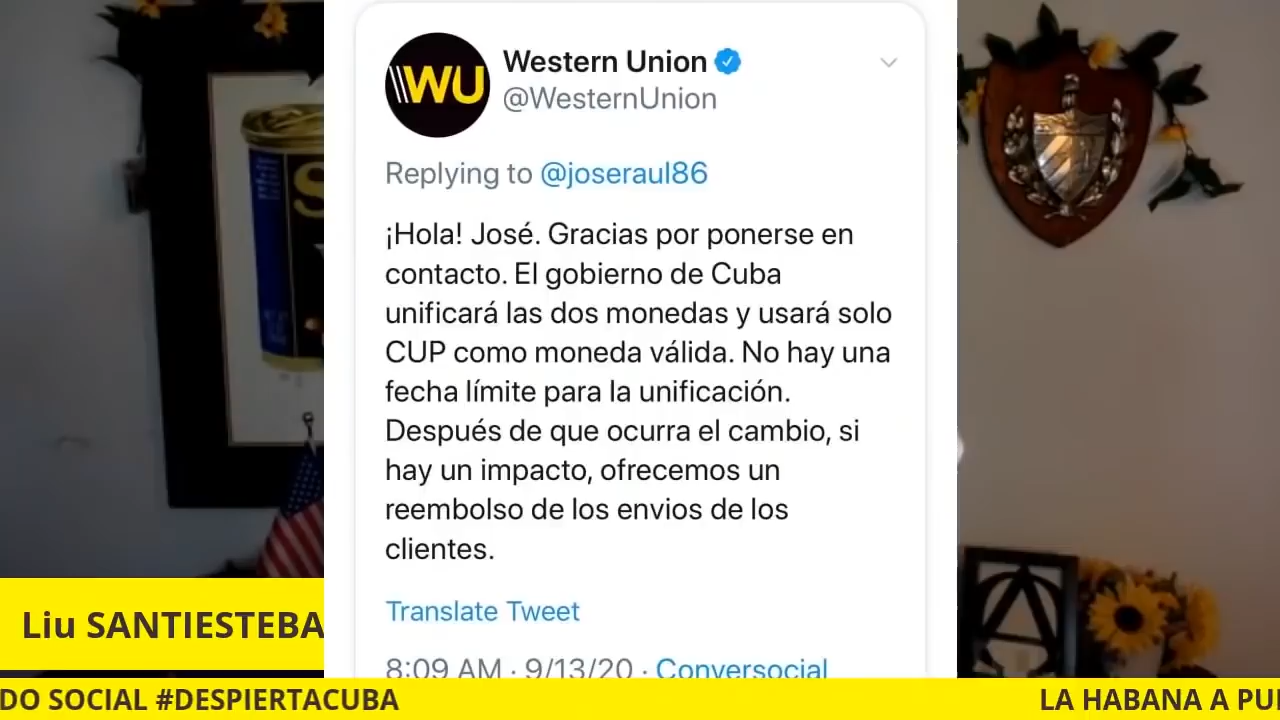 WU
Western Union
@WesternUnion
Replying to @joseraul86
¡Hola! José. Gracias por ponerse en
contacto. El gobierno de Cuba
unificará las dos monedas y usará solo
CUP como moneda válida. No hay una
fecha límite para la unificación.
Después de que ocurra el cambio, si
hay un impacto, ofrecemos un
reembolso de los envios de los
clientes.
Translate Tweet
8:09 AM · 9/13/20 · Conversocial
Liu SANTIESTEBA
DO SOCIAL #DESPIERTACUBA
LA HABANA A PU